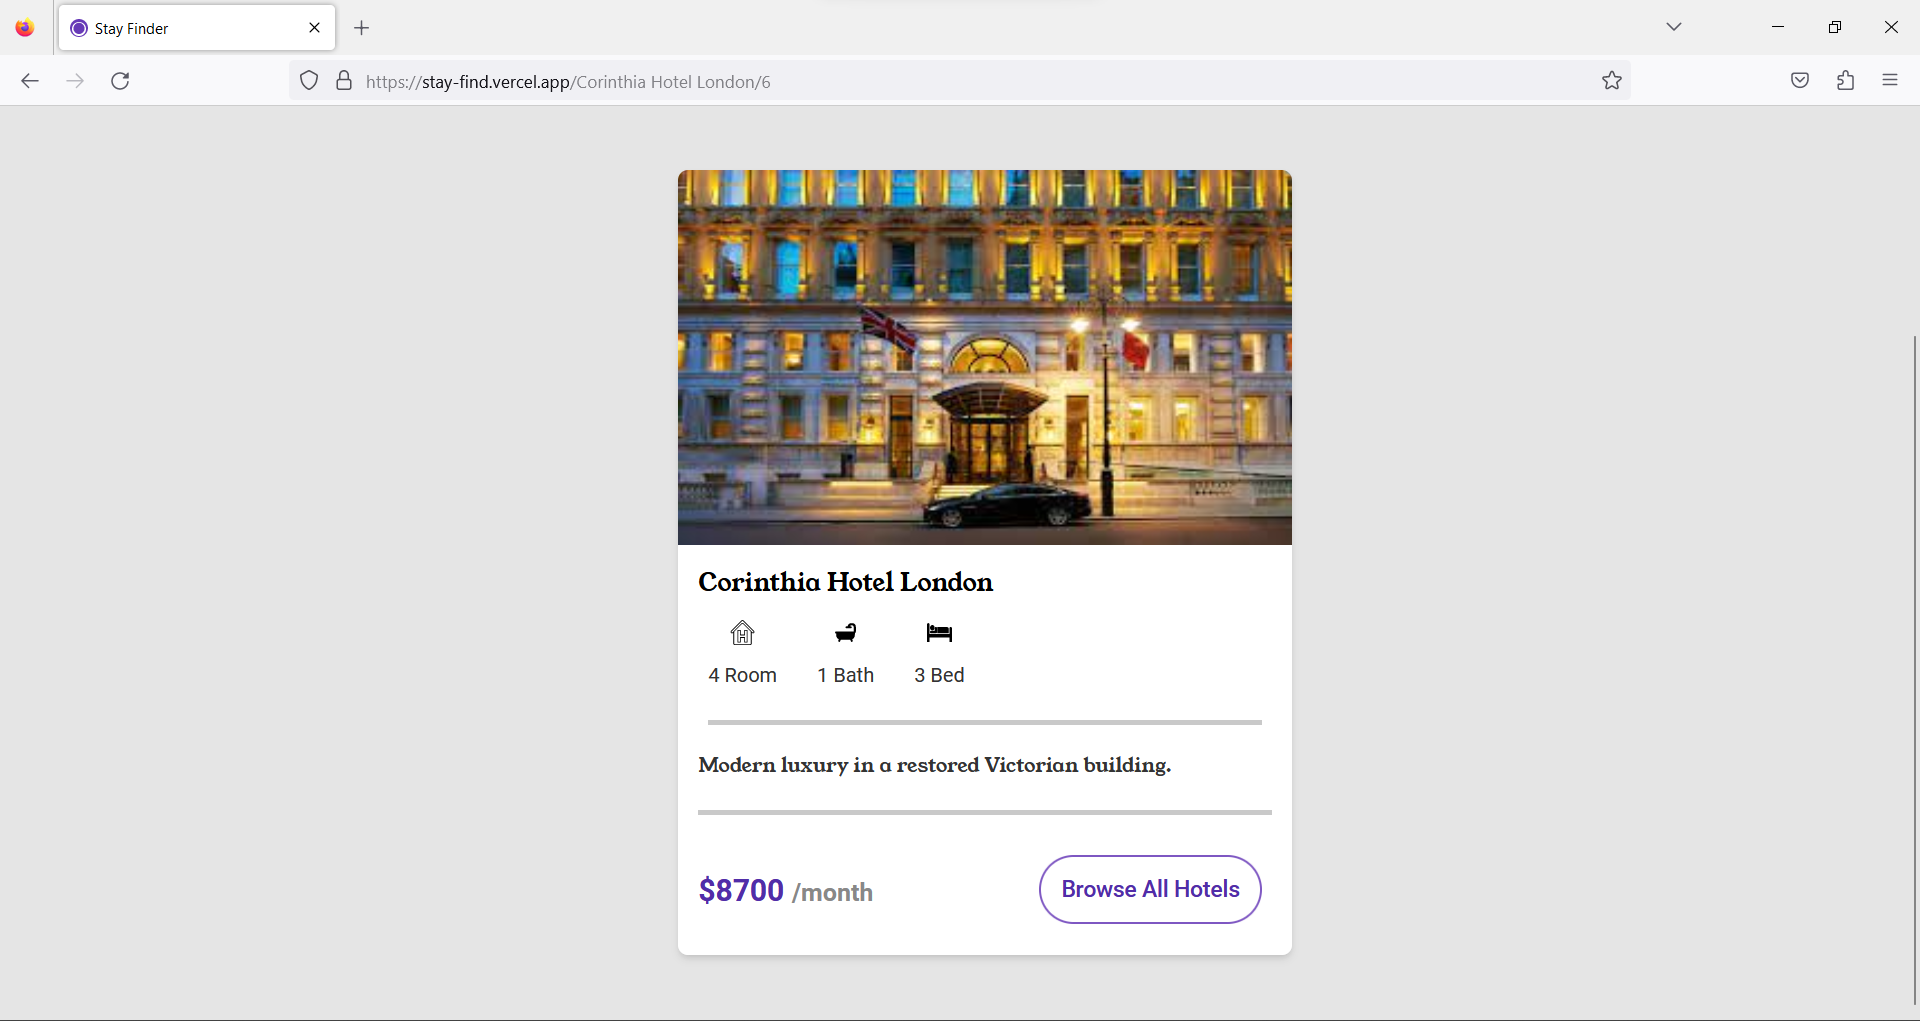 Stay Finder
https://stay-find.vercel.app/Corinthia Hotel London/6
Corinthia Hotel London
4 Room 1 Bath 3 Bed
Modern luxury in a restored Victorian building.
$8700 /month Browse All Hotels